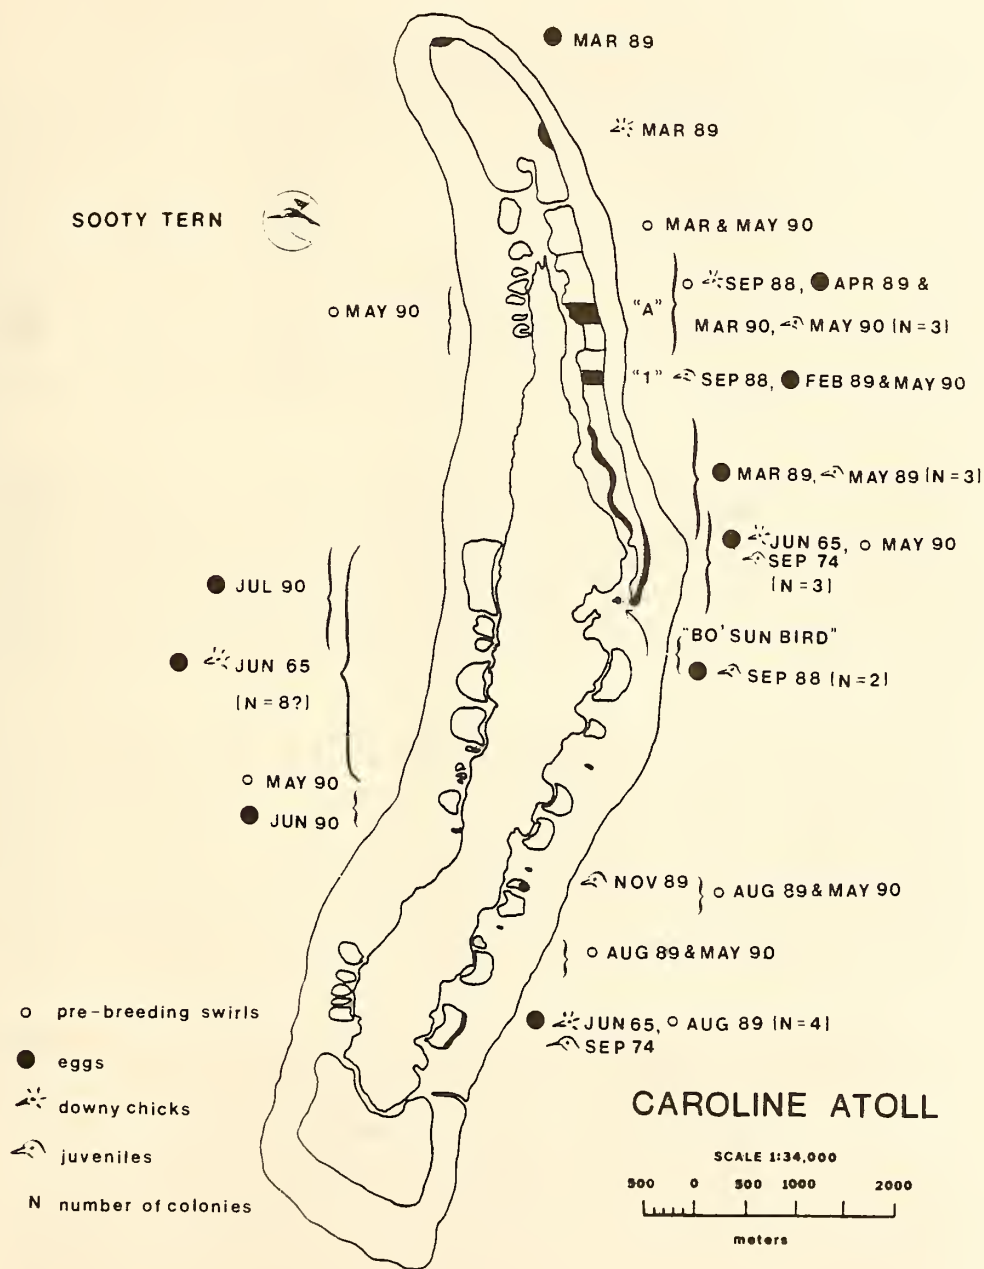 MAR 89
MAR 89
SOOTY TERN
MAR & MAY 90
MAY 90
"A"
SEP 88, APR 89 &
MAR 90, MAY 90 (N=3)
"1" SEP 88, FEB 89 & MAY 90
MAR 89, MAY 89 (N=3)
JUN 65, MAY 90
SEP 74
(N=3)
JUL 90
"BO'SUN BIRD"
JUN 65
(N=8?)
SEP 88 (N=2)
MAY 90
JUN 90
NOV 89
AUG 89 & MAY 90
AUG 89 & MAY 90
JUN 65, AUG 89 (N=4)
SEP 74
pre-breeding swirls
eggs
downy chicks
juveniles
N number of colonies
CAROLINE ATOLL
SCALE 1:34,000
500 0 500 1000 2000
meters